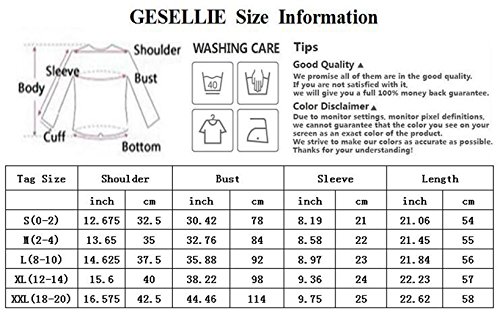 GESELLIE Size Information
Shoulder
Sleeve
Bust
Body
Cuff
Bottom
WASHING CARE
40
Tips
Good Quality ▲
We promise all of them are in good quality.
If you are not satisfied with it.
we will give you a full 100% money back guarantee.
Color Disclaimer ▲
Due to monitor settings, monitor pixel definitions,
we cannot guarantee that the color you see on your
screen as an exact color of the product.
We strive to make our colors as accurate as possible.
Thanks for your understanding!
Tag Size Shoulder Bust Sleeve Length
inch cm inch cm inch cm inch cm
S(0-2) 12.675 32.5 30.42 78 8.19 21 21.06 54
M(2-4) 13.65 35 32.76 84 8.58 22 21.45 55
L(8-10) 14.625 37.5 35.88 92 8.97 23 21.84 56
XL(12-14) 15.6 40 38.22 98 9.36 24 22.23 57
XXL(18-20) 16.575 42.5 44.46 114 9.75 25 22.62 58